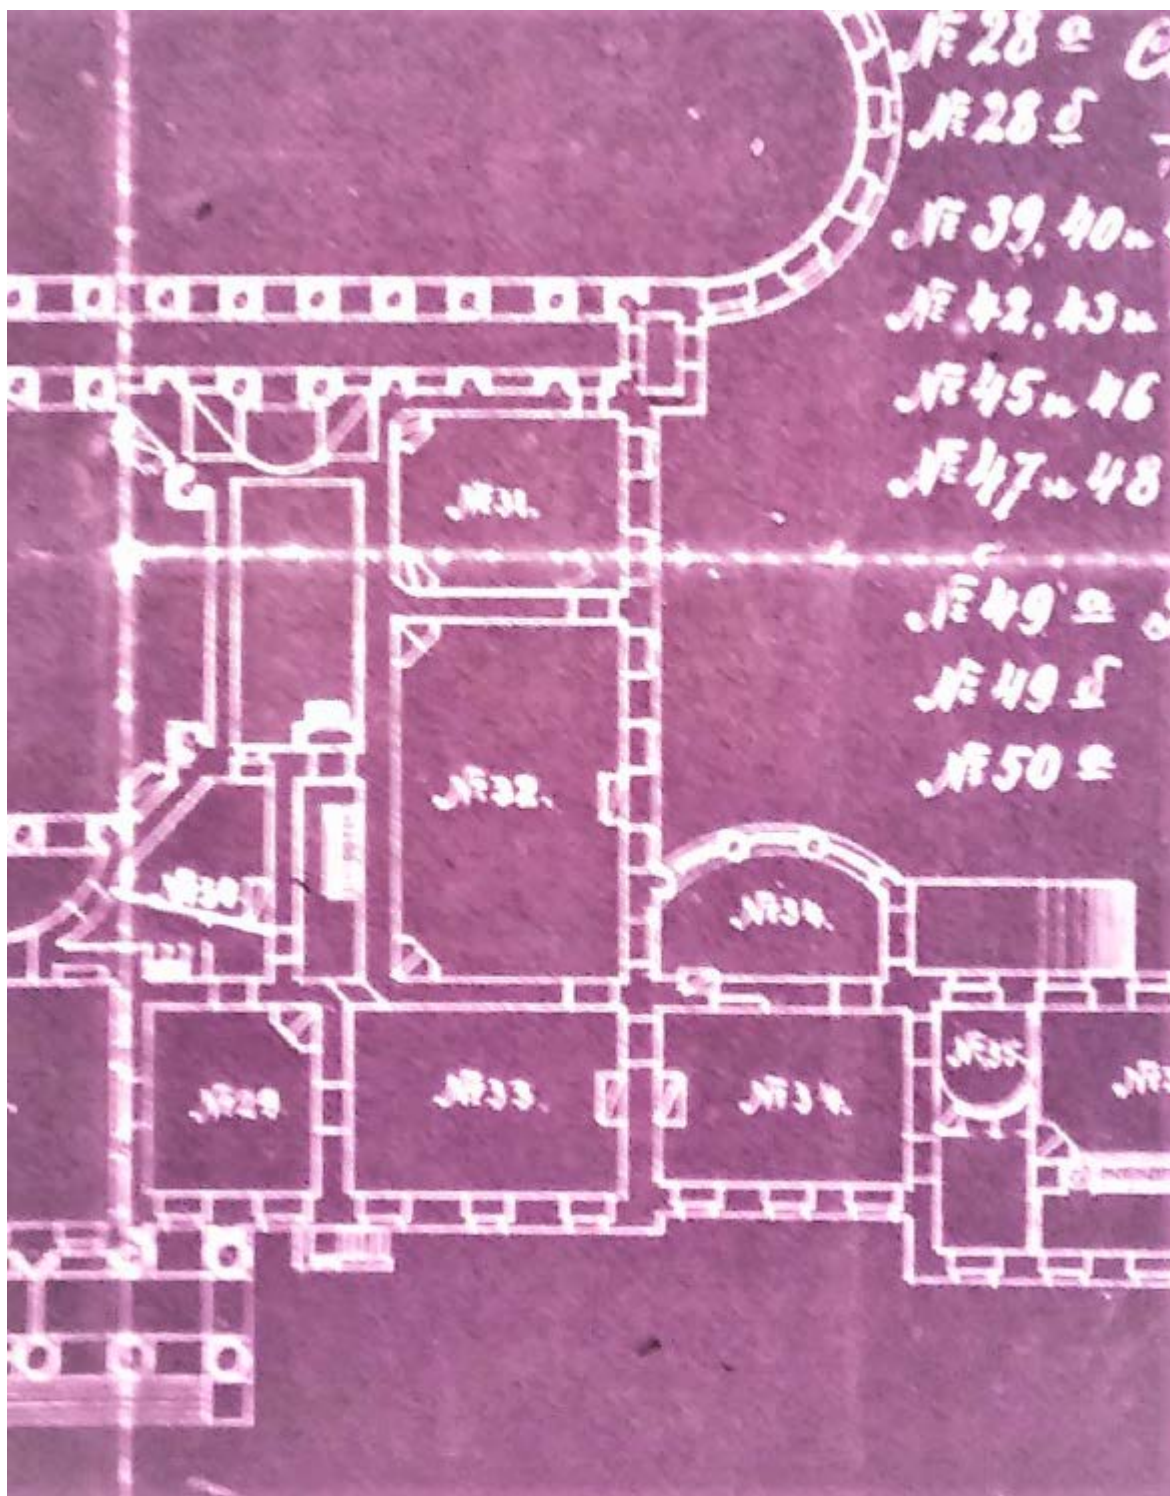 № 28 а
№ 28 б
№ 39, 40 и
№ 42, 43 и
№ 45 и 46
№ 47 и 48
№ 49 а
№ 49 б
№ 50 а
№ 31.
№ 32.
№ 30
№ 34.
№ 29
№ 33.
№ 34.
№ 35.